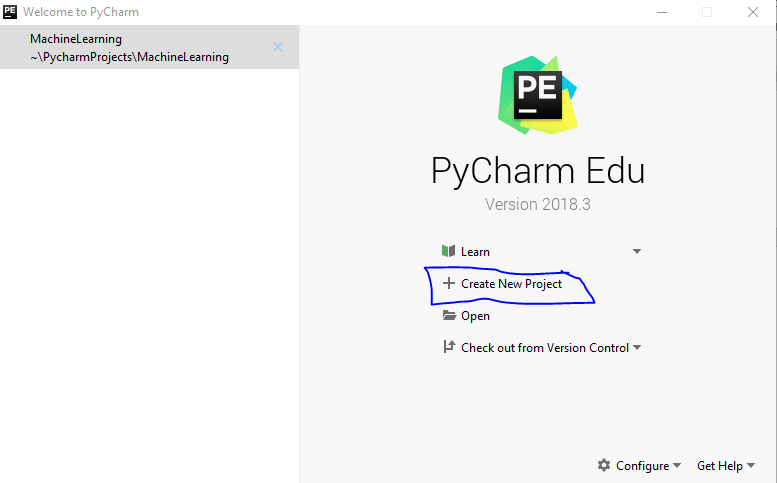 PE Welcome to PyCharm
MachineLearning
~\PycharmProjects\MachineLearning
PE
PyCharm Edu
Version 2018.3
Learn
Create New Project
Open
Check out from Version Control
Configure Get Help